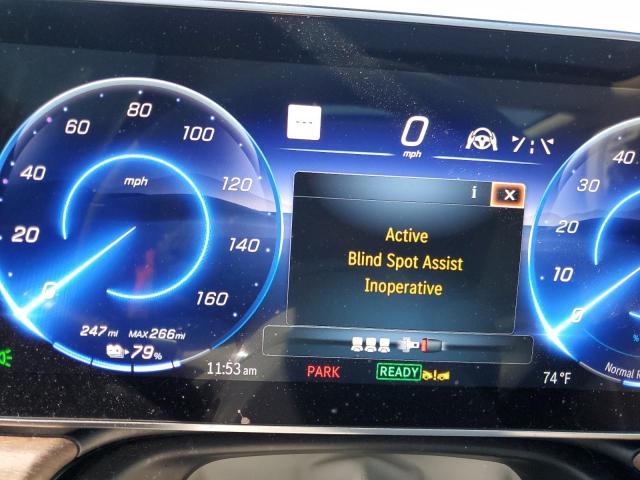 80
60
100
40
mph
120
20
140
0
160
247 mi MAX 266 mi
79%
11:53 am
---
0
mph
i X
Active
Blind Spot Assist
Inoperative
PARK
READY
74°F
40
30
20
10
0
%
Normal R